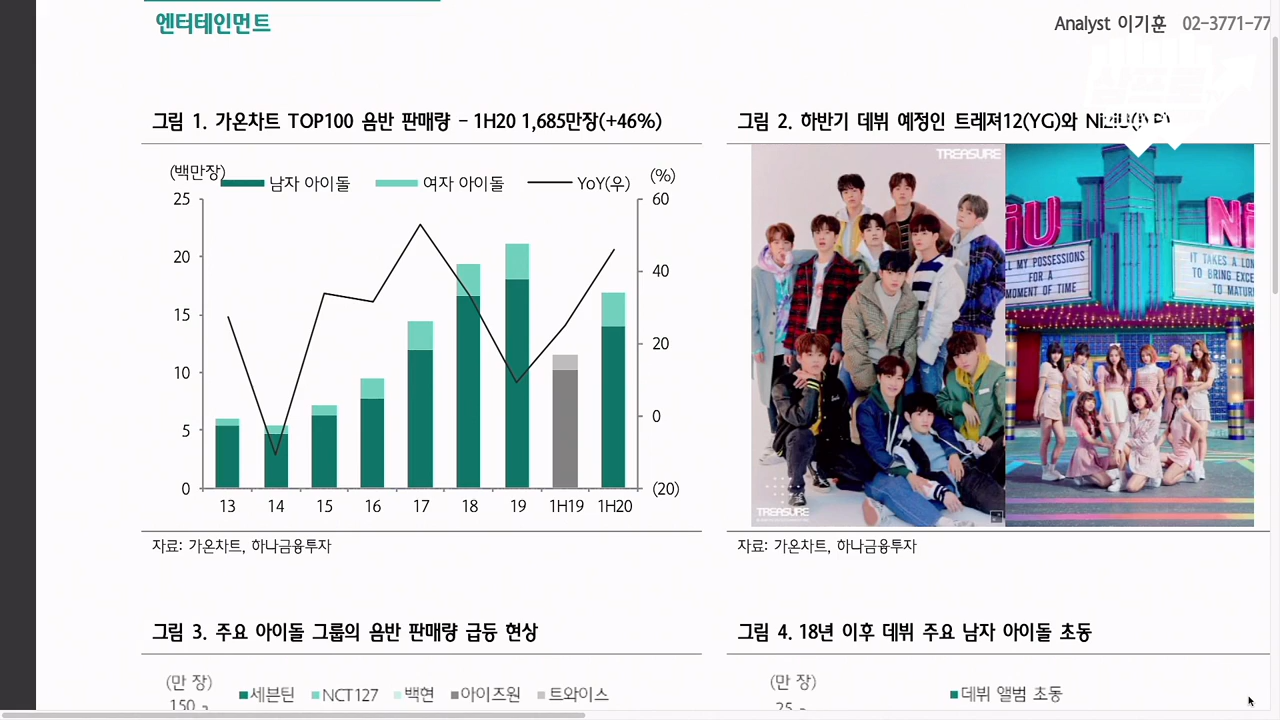 엔터테인먼트
Analyst 이기훈 02-3771-77
그림 1. 가온차트 TOP100 음반 판매량 - 1H20 1,685만장(+46%)
(백만장)
남자 아이돌
여자 아이돌
YoY(우)
(%)
25
20
15
10
5
0
60
40
20
0
(20)
13 14 15 16 17 18 19 1H19 1H20
자료: 가온차트, 하나금융투자
그림 2. 하반기 데뷔 예정인 트레져12(YG)와
TREASURE
TREASURE
iU
Ni
LL MY POSSESSIONS
FOR A
MOMENT OF TIME
IT TAKES A LON
TO BRING EXCE
TO MATUR
자료: 가온차트, 하나금융투자
그림 3. 주요 아이돌 그룹의 음반 판매량 급등 현상
(만 장)
세븐틴 NCT127 백현 아이즈원 트와이스
150
그림 4. 18년 이후 데뷔 주요 남자 아이돌 초동
(만 장)
데뷔 앨범 초동
25